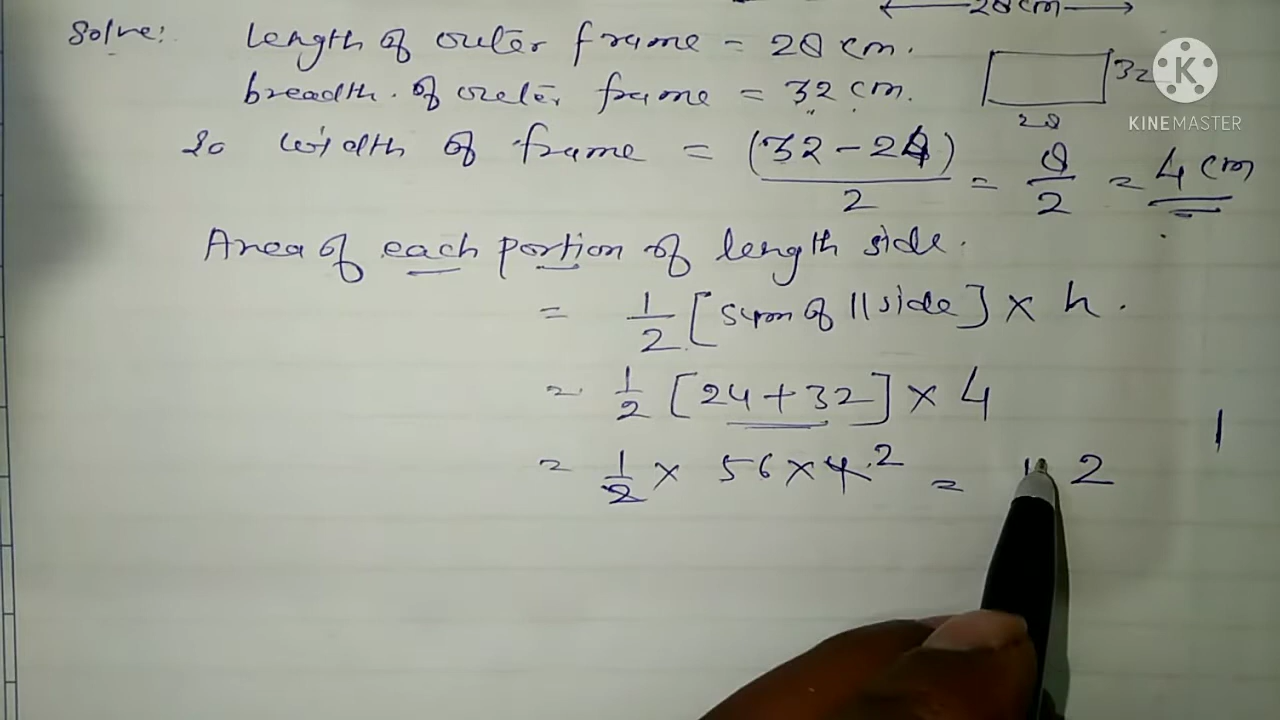 28 cm
Solve: length of outer frame = 28 cm.
breadth of outer frame = 32 cm.
32
28
KINEMASTER
So width of frame = (32 - 24) / 2 = 8/2 = 4 cm
Area of each portion of length side.
= 1/2 [sum of || side] × h.
= 1/2 [24 + 32] × 4
= 1/2 × 56 × 4 2 = 1 2
1